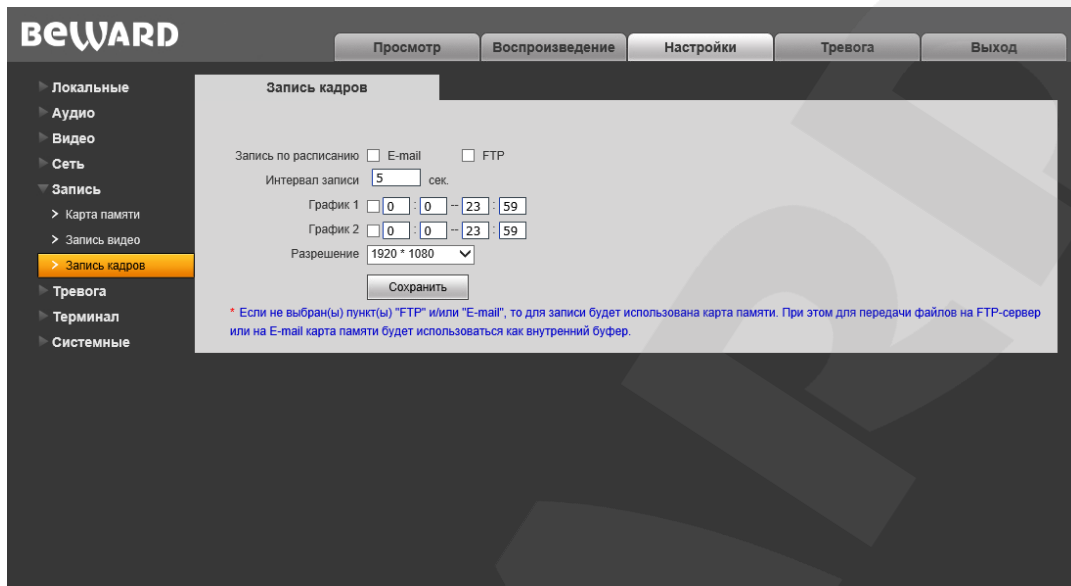 BEWARD
Просмотр Воспроизведение Настройки Тревога Выход
Локальные
Аудио
Видео
Сеть
Запись
> Карта памяти
> Запись видео
> Запись кадров
Тревога
Терминал
Системные
Запись кадров
Запись по расписанию E-mail FTP
Интервал записи 5 сек.
График 1 0 : 0 -- 23 : 59
График 2 0 : 0 -- 23 : 59
Разрешение 1920 * 1080
Сохранить
* Если не выбран(ы) пункт(ы) "FTP" и/или "E-mail", то для записи будет использована карта памяти. При этом для передачи файлов на FTP-сервер
или на E-mail карта памяти будет использоваться как внутренний буфер.